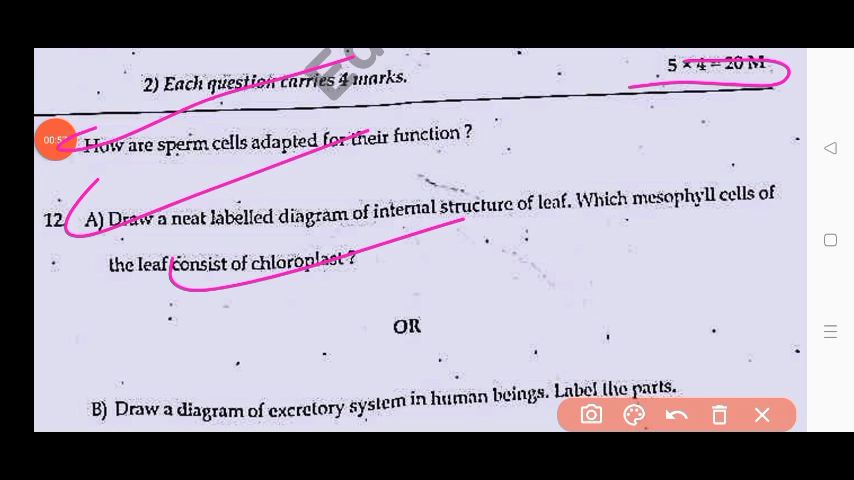 5 × 4 = 20 M
2) Each question carries 4 marks.
How are sperm cells adapted for their function ?
12. A) Draw a neat labelled diagram of internal structure of leaf. Which mesophyll cells of
the leaf consist of chloroplast ?
OR
B) Draw a diagram of excretory system in human beings. Label the parts.